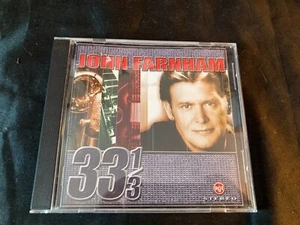 JOHN FARNHAM
33 1/3
RCA
STEREO